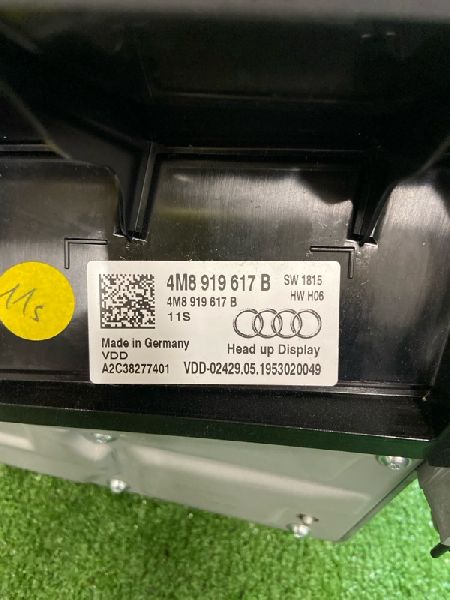 4M8 919 617 B SW 1815
4M8 919 617 B HW H06
11S
Made in Germany Head up Display
VDD
A2C38277401 VDD-02429.05.1953020049
11s